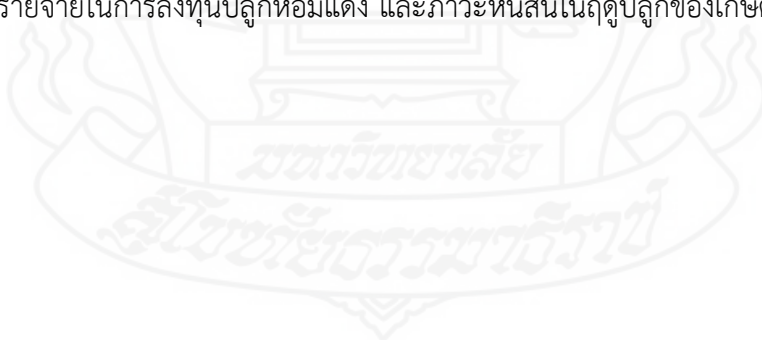 รายจ่ายในการลงทุนปลูกหอมแดง และภาวะหนี้สินในฤดูปลูกของเกษต
มหาวิทยาลัย
สุโขทัยธรรมาธิราช